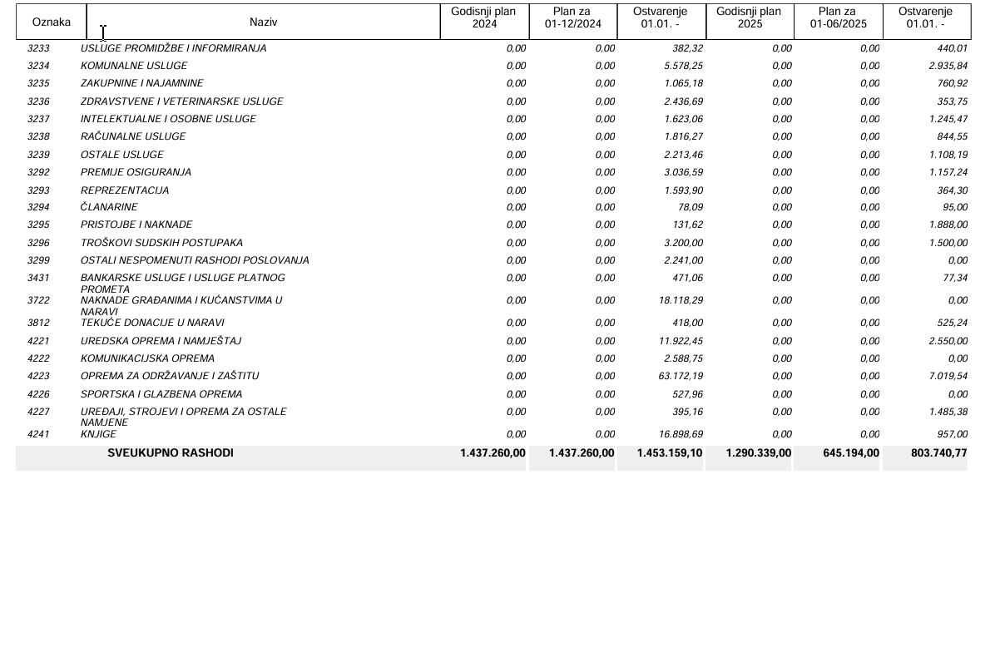 Oznaka Naziv Godisnji plan 2024 Plan za 01-12/2024 Ostvarenje 01.01. - Godisnji plan 2025 Plan za 01-06/2025 Ostvarenje 01.01. -
3233 USLUGE PROMIDŽBE I INFORMIRANJA 0,00 0,00 382,32 0,00 0,00 440,01
3234 KOMUNALNE USLUGE 0,00 0,00 5.578,25 0,00 0,00 2.935,84
3235 ZAKUPNINE I NAJAMNINE 0,00 0,00 1.065,18 0,00 0,00 760,92
3236 ZDRAVSTVENE I VETERINARSKE USLUGE 0,00 0,00 2.436,69 0,00 0,00 353,75
3237 INTELEKTUALNE I OSOBNE USLUGE 0,00 0,00 1.623,06 0,00 0,00 1.245,47
3238 RAČUNALNE USLUGE 0,00 0,00 1.816,27 0,00 0,00 844,55
3239 OSTALE USLUGE 0,00 0,00 2.213,46 0,00 0,00 1.108,19
3292 PREMIJE OSIGURANJA 0,00 0,00 3.036,59 0,00 0,00 1.157,24
3293 REPREZENTACIJA 0,00 0,00 1.593,90 0,00 0,00 364,30
3294 ČLANARINE 0,00 0,00 78,09 0,00 0,00 95,00
3295 PRISTOJBE I NAKNADE 0,00 0,00 131,62 0,00 0,00 1.888,00
3296 TROŠKOVI SUDSKIH POSTUPAKA 0,00 0,00 3.200,00 0,00 0,00 1.500,00
3299 OSTALI NESPOMENUTI RASHODI POSLOVANJA 0,00 0,00 2.241,00 0,00 0,00 0,00
3431 BANKARSKE USLUGE I USLUGE PLATNOG 0,00 0,00 471,06 0,00 0,00 77,34
PROMETA
3722 NAKNADE GRAĐANIMA I KUĆANSTVIMA U 0,00 0,00 18.118,29 0,00 0,00 0,00
NARAVI
3812 TEKUĆE DONACIJE U NARAVI 0,00 0,00 418,00 0,00 0,00 525,24
4221 UREDSKA OPREMA I NAMJEŠTAJ 0,00 0,00 11.922,45 0,00 0,00 2.550,00
4222 KOMUNIKACIJSKA OPREMA 0,00 0,00 2.588,75 0,00 0,00 0,00
4223 OPREMA ZA ODRŽAVANJE I ZAŠTITU 0,00 0,00 63.172,19 0,00 0,00 7.019,54
4226 SPORTSKA I GLAZBENA OPREMA 0,00 0,00 527,96 0,00 0,00 0,00
4227 UREĐAJI, STROJEVI I OPREMA ZA OSTALE 0,00 0,00 395,16 0,00 0,00 1.485,38
NAMJENE
4241 KNJIGE 0,00 0,00 16.898,69 0,00 0,00 957,00
SVEUKUPNO RASHODI 1.437.260,00 1.437.260,00 1.453.159,10 1.290.339,00 645.194,00 803.740,77